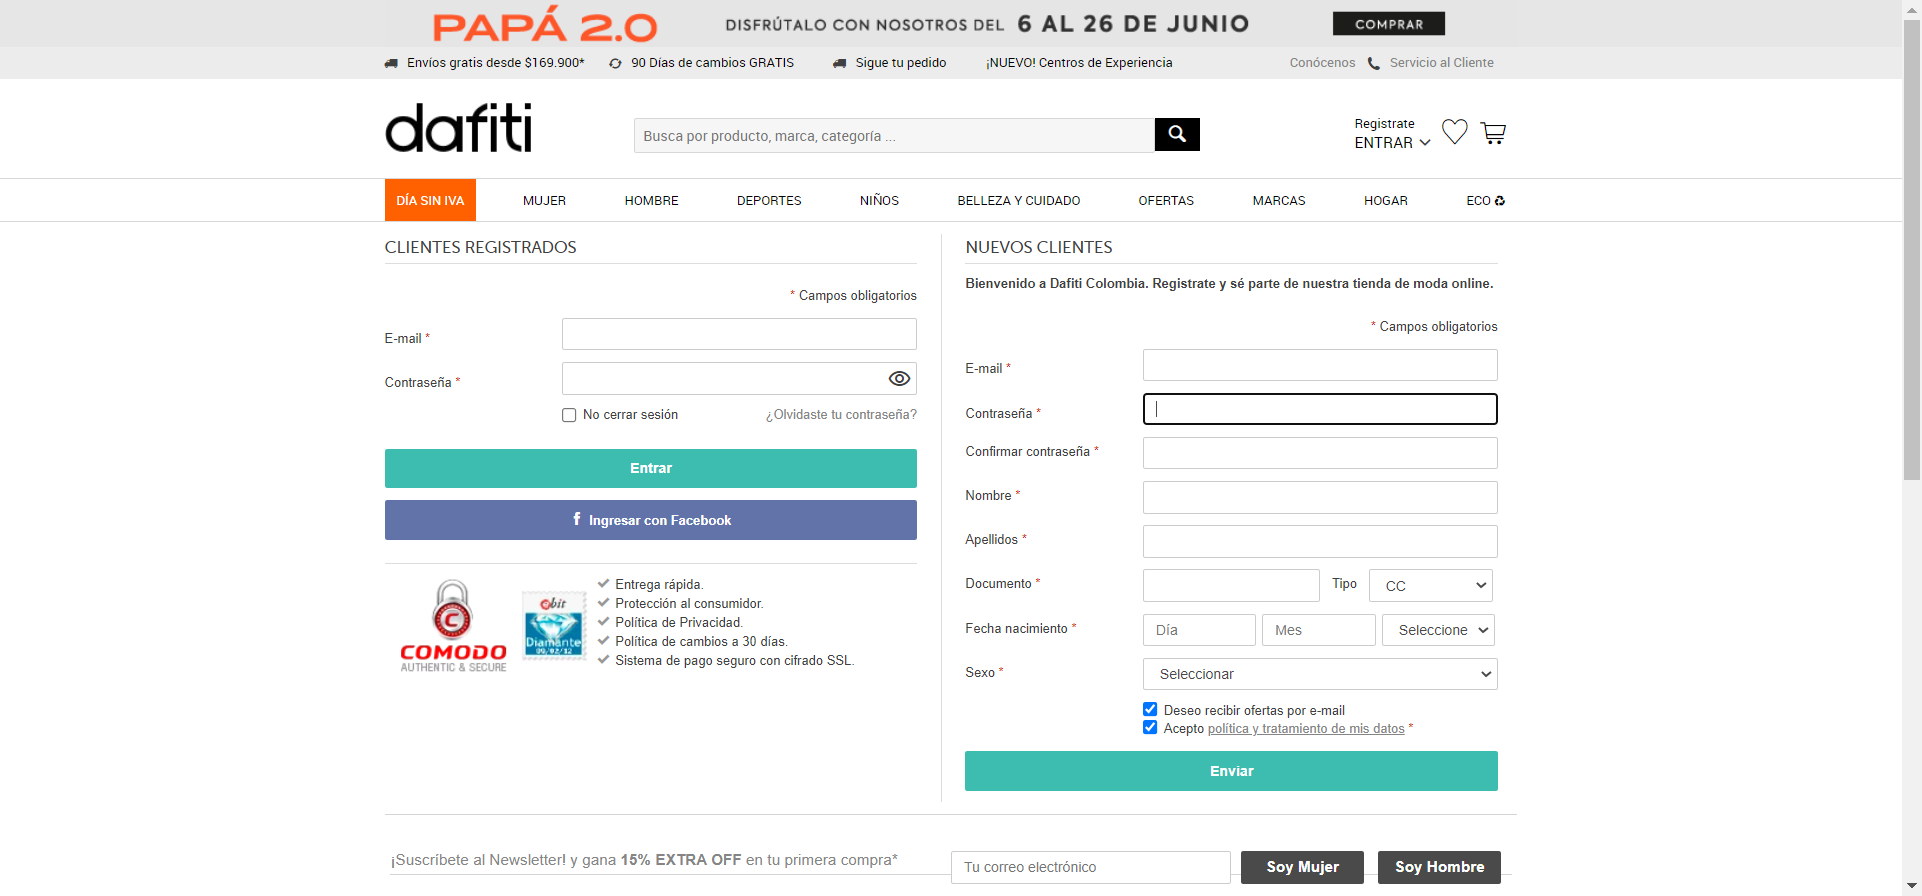 PAPÁ 2.0 DISFRÚTALO CON NOSOTROS DEL 6 AL 26 DE JUNIO COMPRAR
Envíos gratis desde $169.900* 90 Días de cambios GRATIS Sigue tu pedido ¡NUEVO! Centros de Experiencia Conócenos Servicio al Cliente
dafiti
Busca por producto, marca, categoría ...
Registrate
ENTRAR
DÍA SIN IVA MUJER HOMBRE DEPORTES NIÑOS BELLEZA Y CUIDADO OFERTAS MARCAS HOGAR ECO
CLIENTES REGISTRADOS
* Campos obligatorios
E-mail *
Contraseña *
No cerrar sesión ¿Olvidaste tu contraseña?
Entrar
f Ingresar con Facebook
C
COMODO
AUTHENTIC & SECURE
ebit
Diamante
09/02/12
Entrega rápida.
Protección al consumidor.
Política de Privacidad.
Política de cambios a 30 días.
Sistema de pago seguro con cifrado SSL.
NUEVOS CLIENTES
Bienvenido a Dafiti Colombia. Registrate y sé parte de nuestra tienda de moda online.
* Campos obligatorios
E-mail *
Contraseña *
Confirmar contraseña *
Nombre *
Apellidos *
Documento * Tipo CC
Fecha nacimiento * Día Mes Seleccione
Sexo * Seleccionar
Deseo recibir ofertas por e-mail
Acepto política y tratamiento de mis datos *
Enviar
¡Suscríbete al Newsletter! y gana 15% EXTRA OFF en tu primera compra* Tu correo electrónico Soy Mujer Soy Hombre